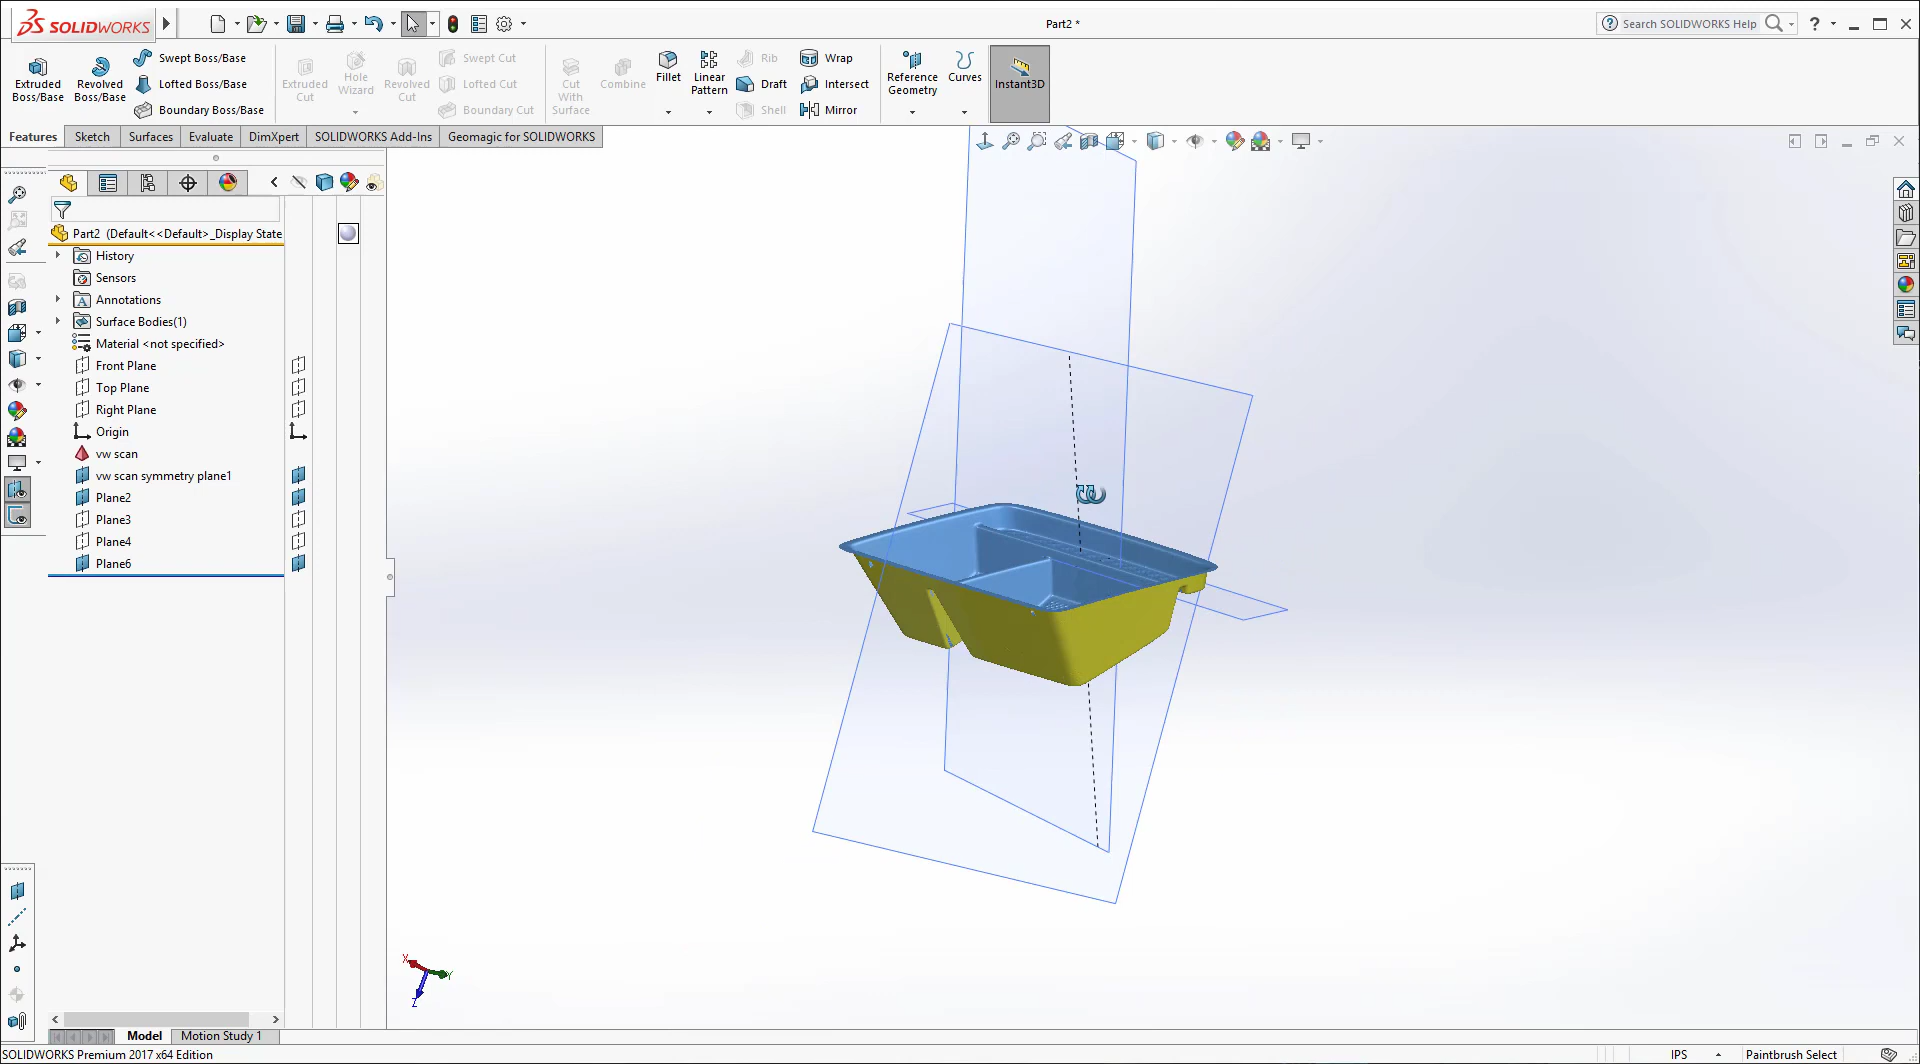 SOLIDWORKS
Part2 *
Search SOLIDWORKS Help
Extruded
Boss/Base
Revolved
Boss/Base
Swept Boss/Base
Lofted Boss/Base
Boundary Boss/Base
Extruded
Cut
Hole
Wizard
Revolved
Cut
Swept Cut
Lofted Cut
Boundary Cut
Cut
With
Surface
Combine
Fillet
Linear
Pattern
Rib
Draft
Shell
Wrap
Intersect
Mirror
Reference
Geometry
Curves
Instant3D
Features
Sketch
Surfaces
Evaluate
DimXpert
SOLIDWORKS Add-Ins
Geomagic for SOLIDWORKS
Part2 (Default<<Default>_Display State
History
Sensors
Annotations
Surface Bodies(1)
Material <not specified>
Front Plane
Top Plane
Right Plane
Origin
vw scan
vw scan symmetry plane1
Plane2
Plane3
Plane4
Plane6
X
Y
Z
Model
Motion Study 1
SOLIDWORKS Premium 2017 x64 Edition
IPS
Paintbrush Select